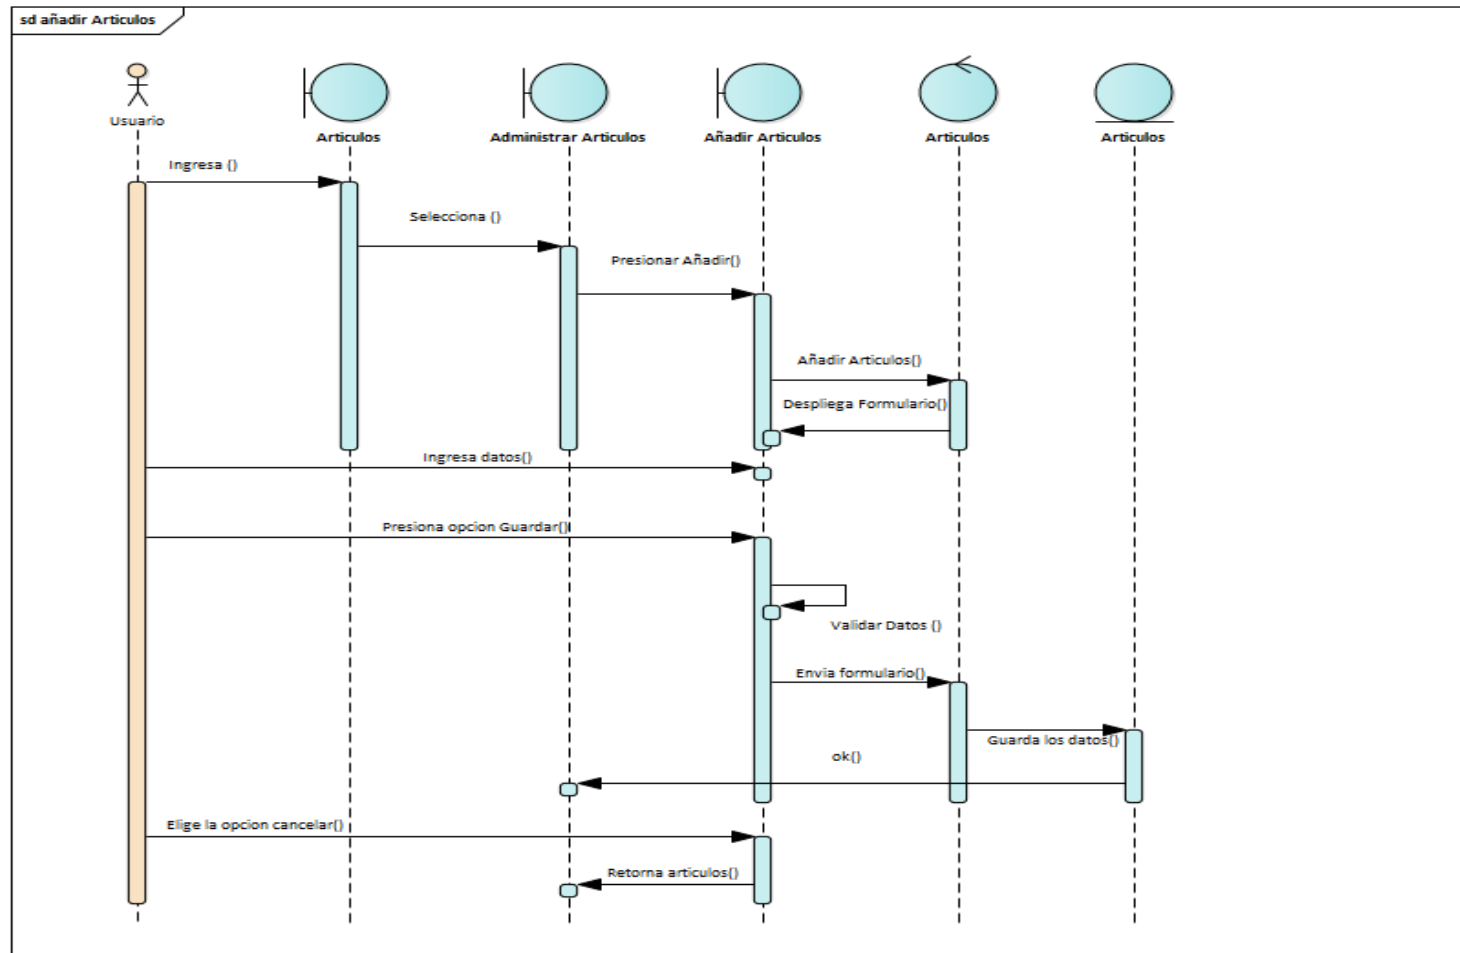 sd añadir Articulos
Usuario
Articulos
Administrar Articulos
Añadir Articulos
Articulos
Articulos
Ingresa ()
Selecciona ()
Presionar Añadir()
Añadir Articulos()
Despliega Formulario()
Ingresa datos()
Presiona opcion Guardar()
Validar Datos ()
Envia formulario()
Guarda los datos()
ok()
Elige la opcion cancelar()
Retorna articulos()